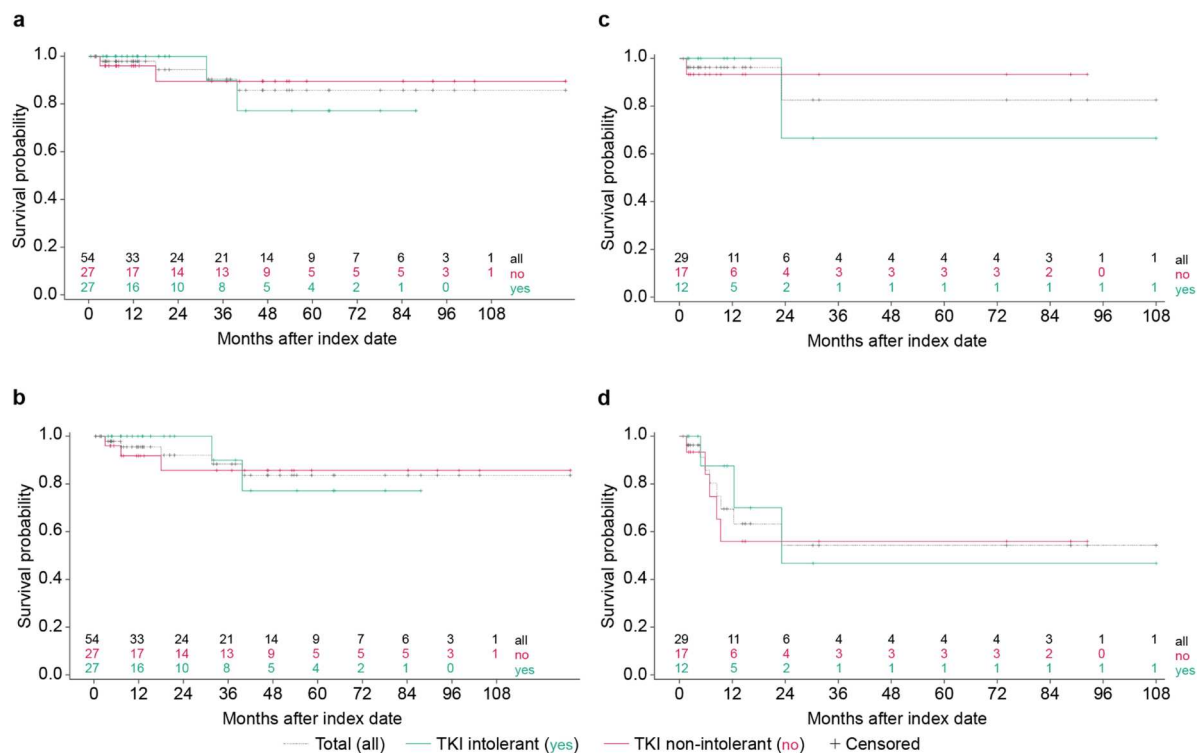 a
Survival probability
1.0
0.8
0.6
0.4
0.2
0.0
54 33 24 21 14 9 7 6 3 1 all
27 17 14 13 9 5 5 5 3 1 no
27 16 10 8 5 4 2 1 0 yes
0 12 24 36 48 60 72 84 96 108
Months after index date
c
Survival probability
1.0
0.8
0.6
0.4
0.2
0.0
29 11 6 4 4 4 4 3 1 1 all
17 6 4 3 3 3 3 2 0 no
12 5 2 1 1 1 1 1 1 1 yes
0 12 24 36 48 60 72 84 96 108
Months after index date
b
Survival probability
1.0
0.8
0.6
0.4
0.2
0.0
54 33 24 21 14 9 7 6 3 1 all
27 17 14 13 9 5 5 5 3 1 no
27 16 10 8 5 4 2 1 0 yes
0 12 24 36 48 60 72 84 96 108
Months after index date
d
Survival probability
1.0
0.8
0.6
0.4
0.2
0.0
29 11 6 4 4 4 4 3 1 1 all
17 6 4 3 3 3 3 2 0 no
12 5 2 1 1 1 1 1 1 1 yes
0 12 24 36 48 60 72 84 96 108
Months after index date
Total (all) TKI intolerant (yes) TKI non-intolerant (no) + Censored